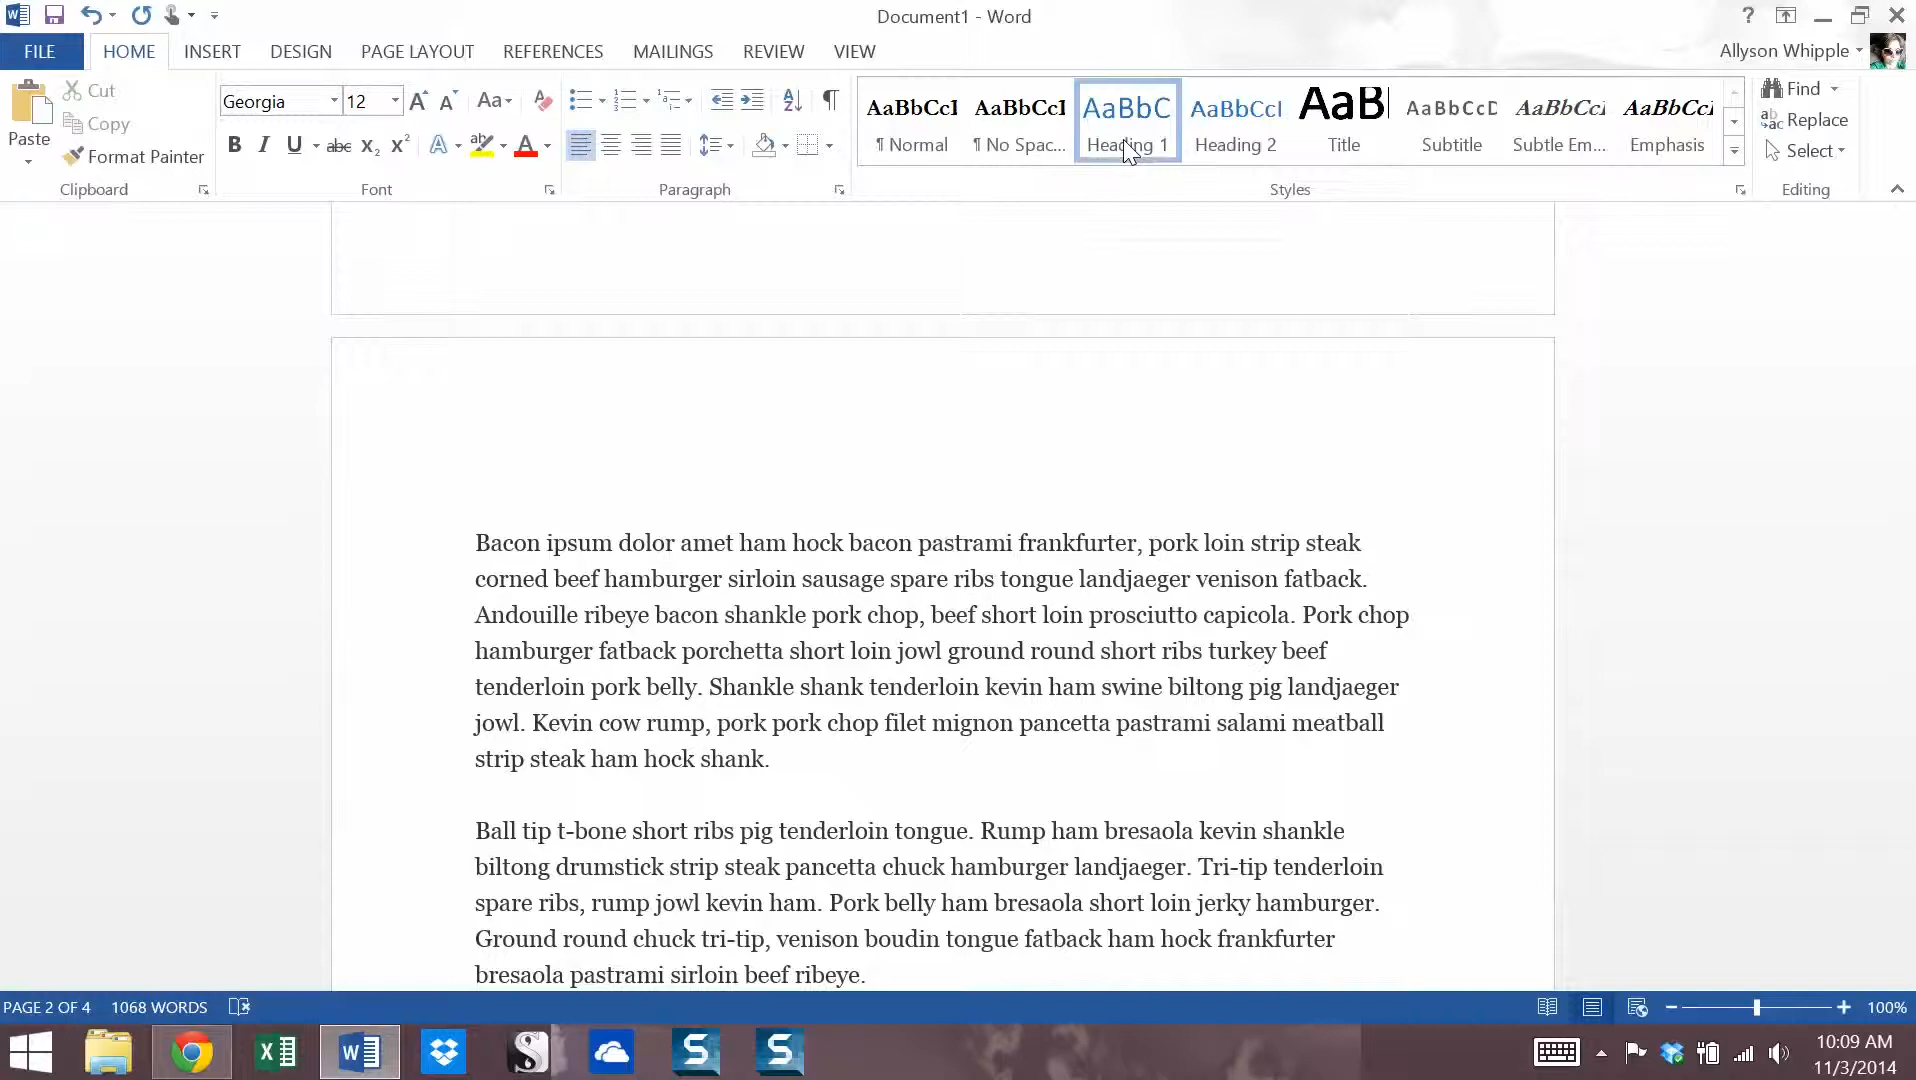 Document1 - Word
?
FILE HOME INSERT DESIGN PAGE LAYOUT REFERENCES MAILINGS REVIEW VIEW
Allyson Whipple
Paste
Cut
Copy
Format Painter
Clipboard
Georgia 12
Aa
B I U abc X₂ X²
Font
Paragraph
AaBbCcI AaBbCcI AaBbC AaBbCcI AaB AaBbCcD AaBbCcI AaBbCcI
¶ Normal ¶ No Spac... Heading 1 Heading 2 Title Subtitle Subtle Em... Emphasis
Styles
Find
Replace
Select
Editing
Bacon ipsum dolor amet ham hock bacon pastrami frankfurter, pork loin strip steak
corned beef hamburger sirloin sausage spare ribs tongue landjaeger venison fatback.
Andouille ribeye bacon shankle pork chop, beef short loin prosciutto capicola. Pork chop
hamburger fatback porchetta short loin jowl ground round short ribs turkey beef
tenderloin pork belly. Shankle shank tenderloin kevin ham swine biltong pig landjaeger
jowl. Kevin cow rump, pork pork chop filet mignon pancetta pastrami salami meatball
strip steak ham hock shank.
Ball tip t-bone short ribs pig tenderloin tongue. Rump ham bresaola kevin shankle
biltong drumstick strip steak pancetta chuck hamburger landjaeger. Tri-tip tenderloin
spare ribs, rump jowl kevin ham. Pork belly ham bresaola short loin jerky hamburger.
Ground round chuck tri-tip, venison boudin tongue fatback ham hock frankfurter
bresaola pastrami sirloin beef ribeye.
PAGE 2 OF 4 1068 WORDS
100%
10:09 AM
11/3/2014